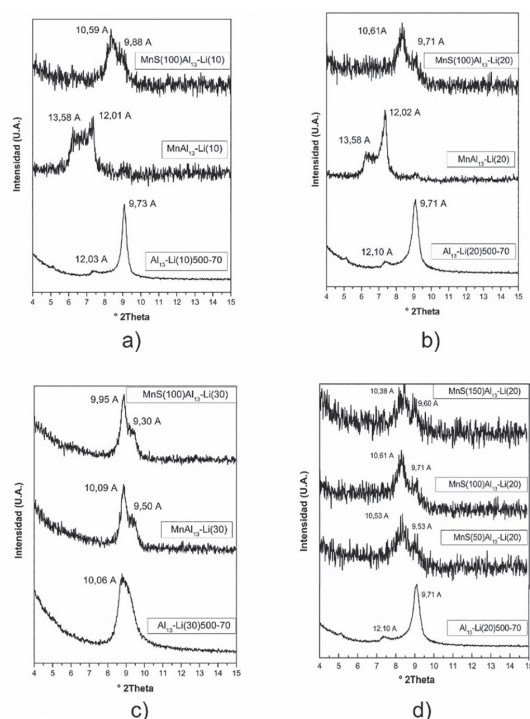 10,59 A
9,88 A
MnS(100)Al13-Li(10)
13,58 A
12,01 A
MnAl13-Li(10)
9,73 A
12,03 A
Al13-Li(10)500-70
Intensidad (U.A.)
4 5 6 7 8 9 10 11 12 13 14 15
° 2Theta
a)
10,61A
9,71 A
MnS(100)Al13-Li(20)
12,02 A
13,58 A
MnAl13-Li(20)
9,71 A
12,10 A
Al13-Li(20)500-70
Intensidad (U.A.)
4 5 6 7 8 9 10 11 12 13 14 15
° 2Theta
b)
MnS(100)Al13-Li(30)
9,95 A
9,30 A
10,09 A
MnAl13-Li(30)
9,50 A
10,06 A
Al13-Li(30)500-70
Intensidad (U.A.)
4 5 6 7 8 9 10 11 12 13 14 15
° 2Theta
c)
MnS(150)Al13-Li(20)
10,38 A
9,60 A
10,61 A
MnS(100)Al13-Li(20)
9,71 A
10,53 A
MnS(50)Al13-Li(20)
9,53 A
9,71 A
12,10 A
Al13-Li(20)500-70
Intensidad (U.A.)
4 5 6 7 8 9 10 11 12 13 14 15
° 2Theta
d)